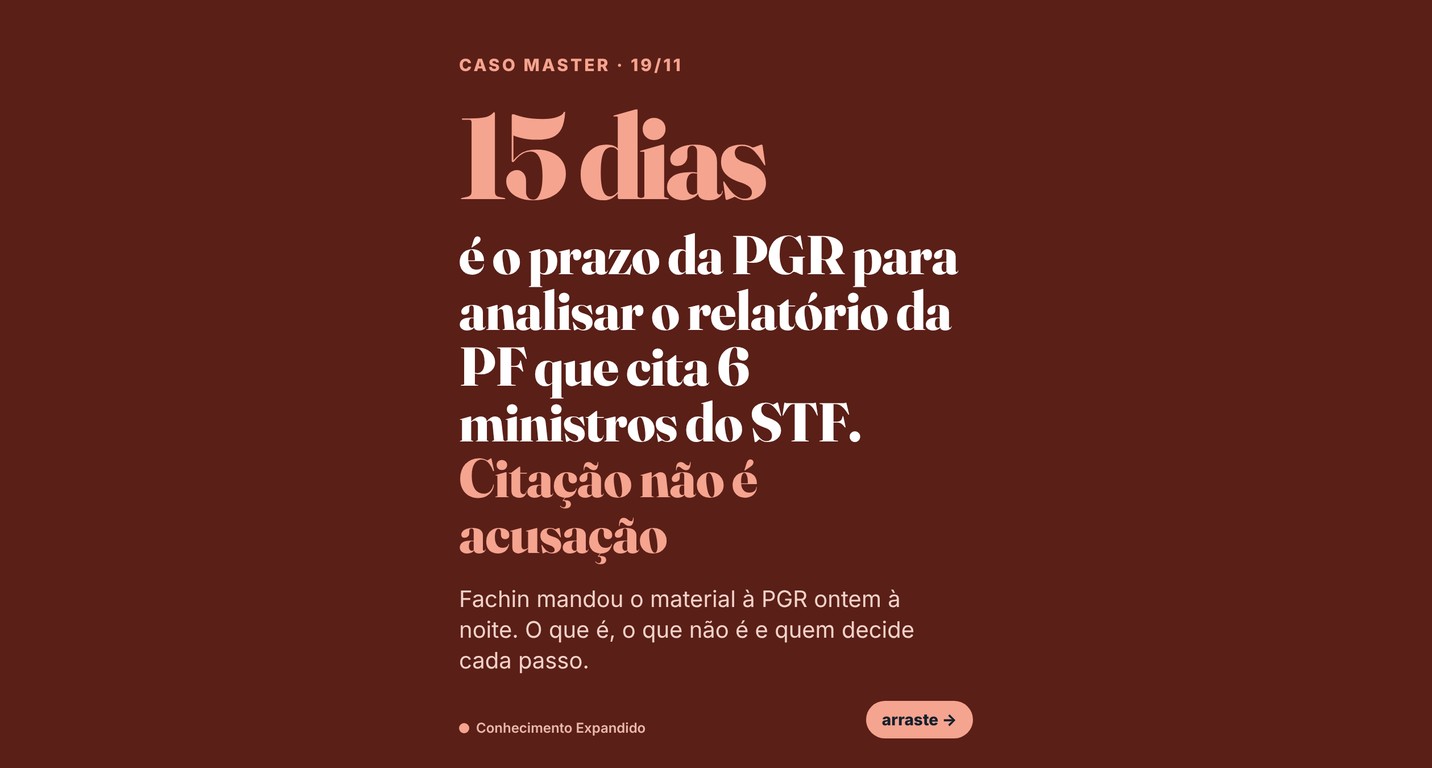 CASO MASTER · 19/11
15 dias
é o prazo da PGR para
analisar o relatório da
PF que cita 6
ministros do STF.
Citação não é
acusação
Fachin mandou o material à PGR ontem à
noite. O que é, o que não é e quem decide
cada passo.
Conhecimento Expandido
arraste →